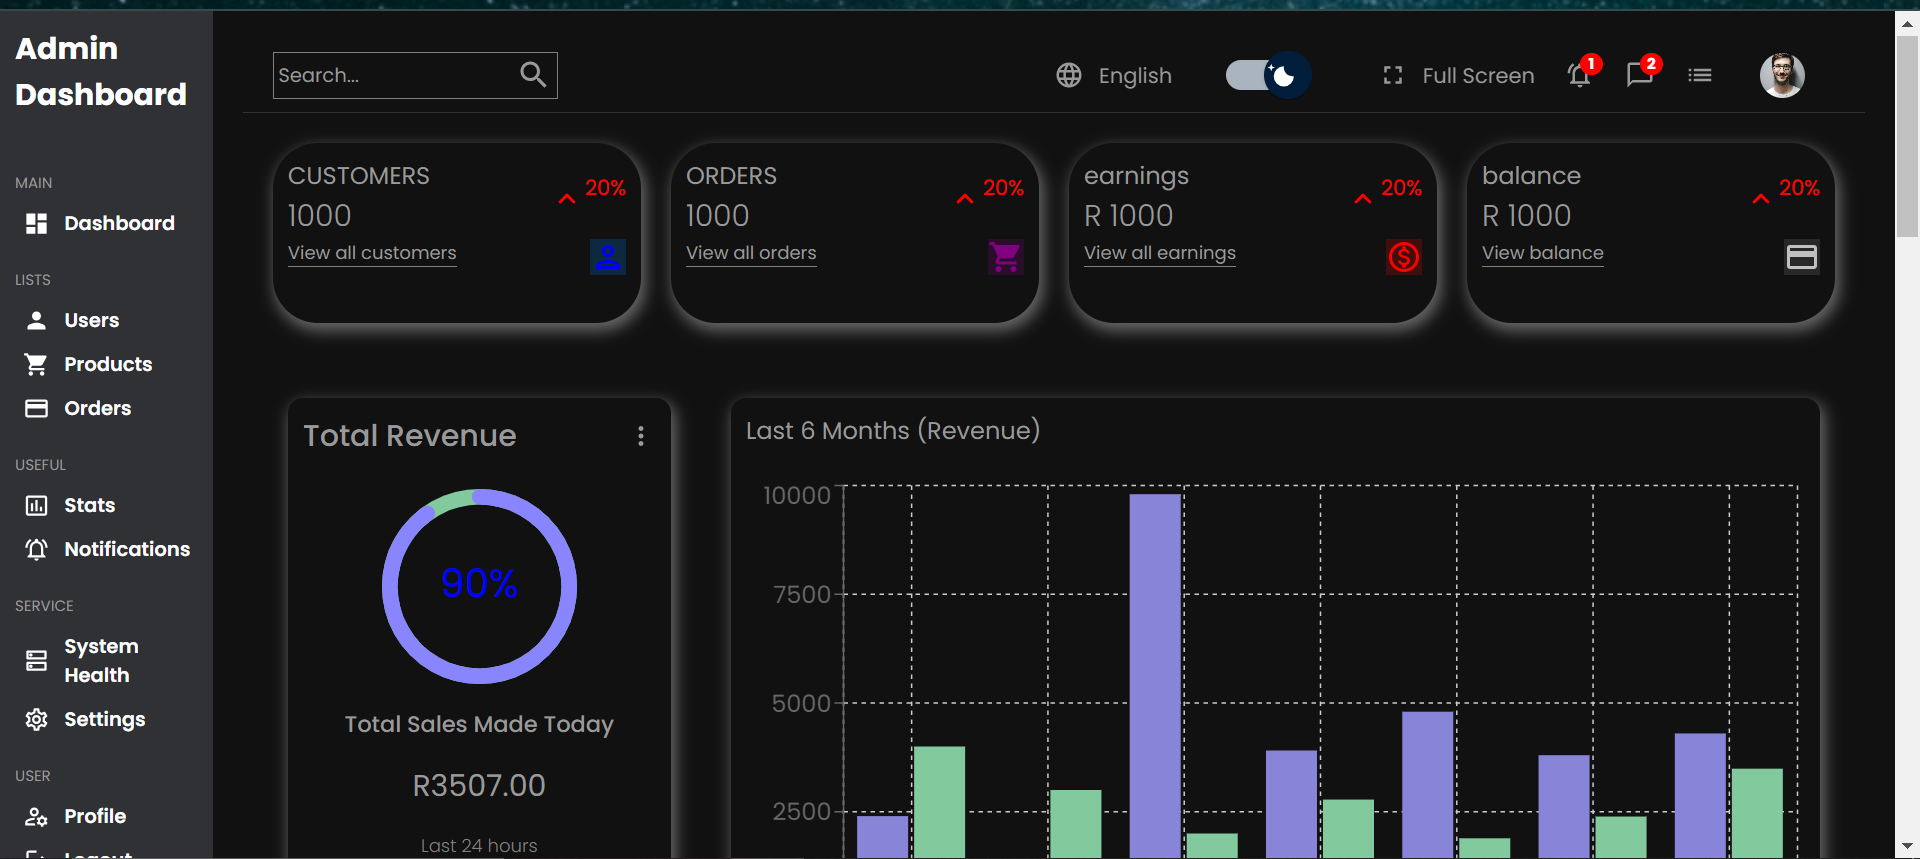 Admin
Dashboard
MAIN
Dashboard
LISTS
Users
Products
Orders
USEFUL
Stats
Notifications
SERVICE
System
Health
Settings
USER
Profile
Logout
Search...
English
Full Screen
1
2
CUSTOMERS
20%
1000
View all customers
ORDERS
20%
1000
View all orders
earnings
20%
R 1000
View all earnings
balance
20%
R 1000
View balance
Total Revenue
90%
Total Sales Made Today
R3507.00
Last 24 hours
Last 6 Months (Revenue)
10000
7500
5000
2500